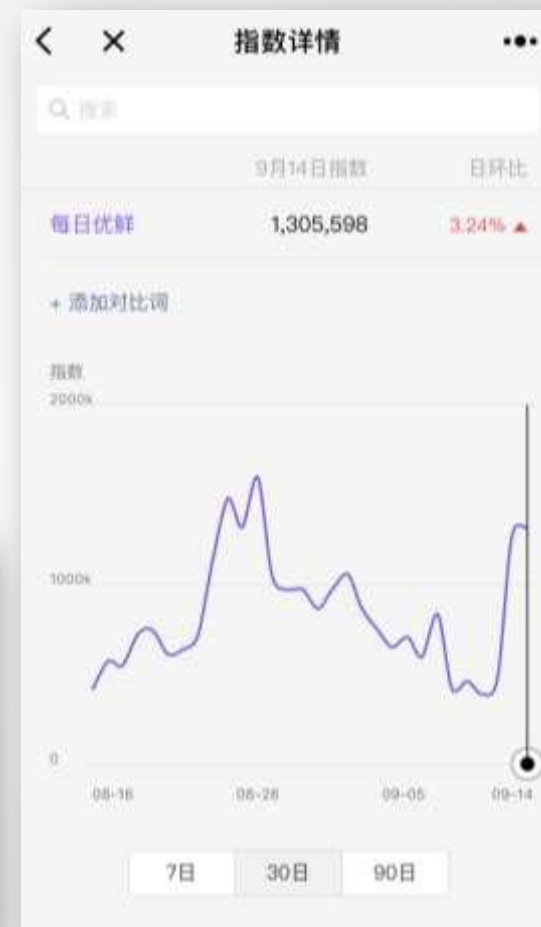 指数详情
搜索
9月14日指数 日环比
每日优鲜 1,305,598 3.24% ▲
+ 添加对比词
指数
2000k
1000k
0
08-16 08-26 09-05 09-14
7日 30日 90日